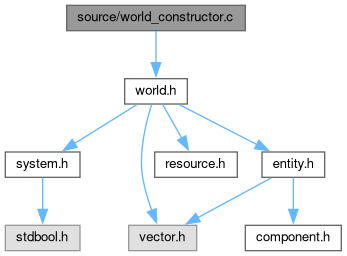 source/world_constructor.c
world.h
system.h
resource.h
entity.h
stdbool.h
vector.h
component.h